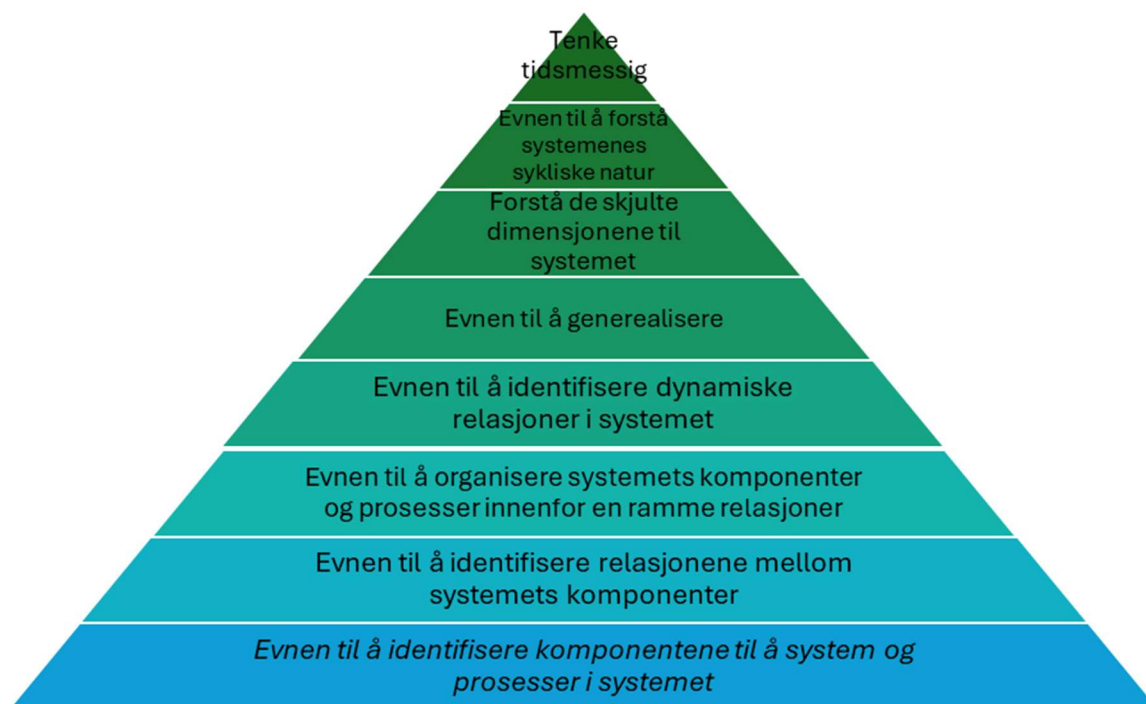 Tenke
tidsmessig
Evnen til å forstå
systemenes
sykliske natur
Forstå de skjulte
dimensjonene til
systemet
Evnen til å generealisere
Evnen til å identifisere dynamiske
relasjoner i systemet
Evnen til å organisere systemets komponenter
og prosesser innenfor en ramme relasjoner
Evnen til å identifisere relasjonene mellom
systemets komponenter
Evnen til å identifisere komponentene til å system og
prosesser i systemet